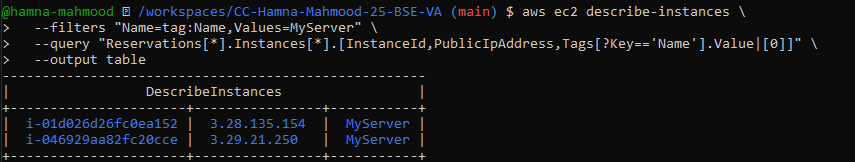 @hamna-mahmood → /workspaces/CC-Hamna-Mahmood-25-BSE-VA (main) $ aws ec2 describe-instances \
>   --filters "Name=tag:Name,Values=MyServer" \
>   --query "Reservations[*].Instances[*].[InstanceId,PublicIpAddress,Tags[?Key=='Name'].Value|[0]]" \
>   --output table
-----------------------------------------------------
|                 DescribeInstances                 |
+----------------------+----------------+-----------+
|  i-01d026d26fc0ea152 |  3.28.135.154  |  MyServer |
|  i-046929aa82fc20cce |  3.29.21.250   |  MyServer |
+----------------------+----------------+-----------+